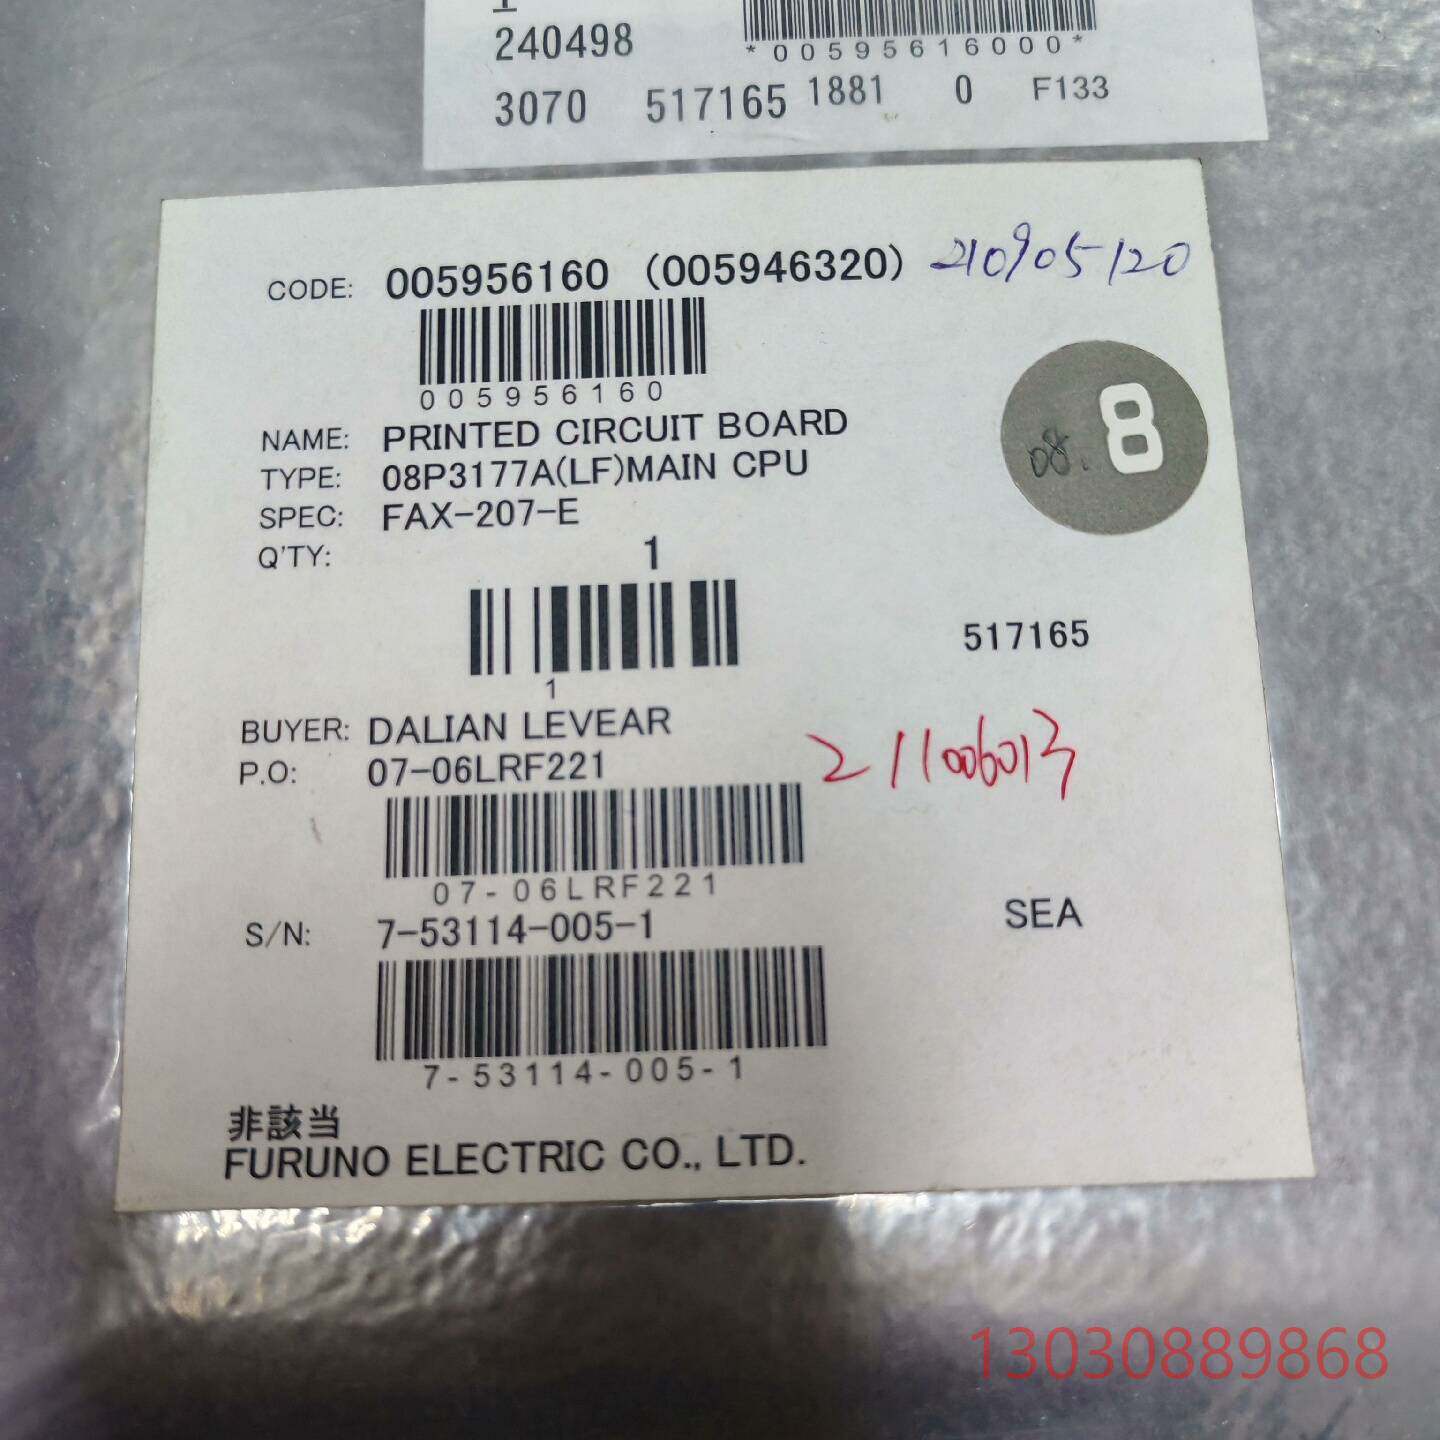 240498
*00595616000*
3070 517165 1881 0 F133
CODE: 005956160 (005946320) 210905120
005956160
NAME: PRINTED CIRCUIT BOARD
TYPE: 08P3177A(LF)MAIN CPU
08. 8
SPEC: FAX-207-E
Q'TY: 1
517165
1
BUYER: DALIAN LEVEAR
P.O: 07-06LRF221
211006013
07-06LRF221
S/N: 7-53114-005-1
SEA
7-53114-005-1
非該当
FURUNO ELECTRIC CO., LTD.
13030889868